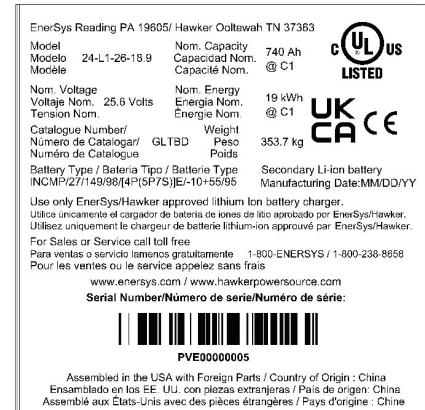 EnerSys Reading PA 19605/ Hawker Ooltewah TN 37363
Model
Modelo 24-L1-26-18.9
Modèle
Nom. Capacity
Capacidad Nom.
Capacité Nom.
740 Ah
@ C1
C UL US
LISTED
Nom. Voltage
Voltaje Nom. 25.6 Volts
Tension Nom.
Nom. Energy
Energia Nom.
Énergie Nom.
19 kWh
@ C1
UK
CA CE
Catalogue Number/
Número de Catalogar/ GLTBD
Numéro de Catalogue
Weight
Peso
Poids
353.7 kg
Battery Type / Bateria Tipo / Batterie Type
INCMP/27/149/98/[4P(5P7S)]E/-10+55/95
Secondary Li-ion battery
Manufacturing Date:MM/DD/YY
Use only EnerSys/Hawker approved lithium Ion battery charger.
Utilice únicamente el cargador de batería de iones de litio aprobado por EnerSys/Hawker.
Utilisez uniquement le chargeur de batterie lithium-ion approuvé par EnerSys/Hawker.
For Sales or Service call toll free
Para ventas o servicio lamenos gratuitamente 1-800-ENERSYS / 1-800-238-8658
Pour les ventes ou le service appelez sans frais
www.enersys.com / www.hawkerpowersource.com
Serial Number/Número de serie/Numéro de série:
PVE00000005
Assembled in the USA with Foreign Parts / Country of Origin : China
Ensamblado en los EE. UU. con piezas extranjeras / País de origen: China
Assemblé aux États-Unis avec des pièces étrangères / Pays d'origine : Chine